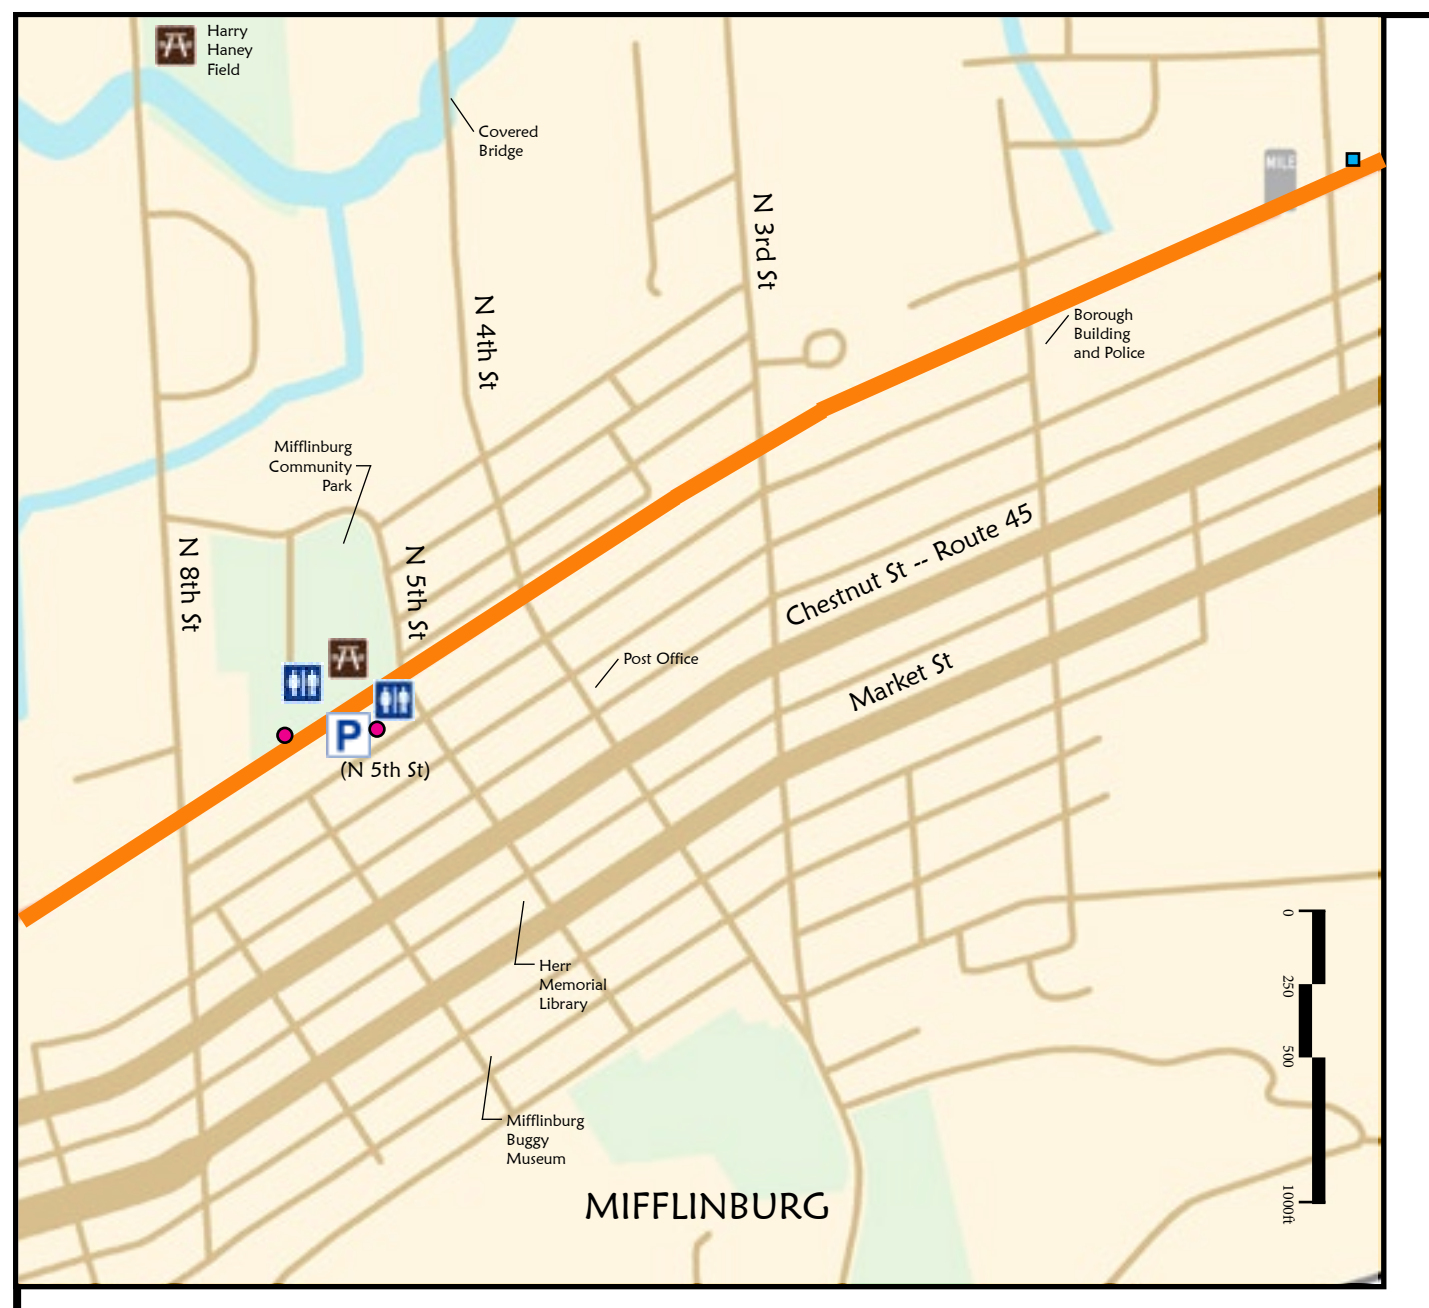 Harry
Haney
Field
Covered
Bridge
MILE
N 3rd St
N 4th St
Borough
Building
and Police
Mifflinburg
Community
Park
N 8th St
N 5th St
Chestnut St -- Route 45
Post Office
Market St
P
(N 5th St)
Herr
Memorial
Library
Mifflinburg
Buggy
Museum
MIFFLINBURG
0
250
500
1000ft